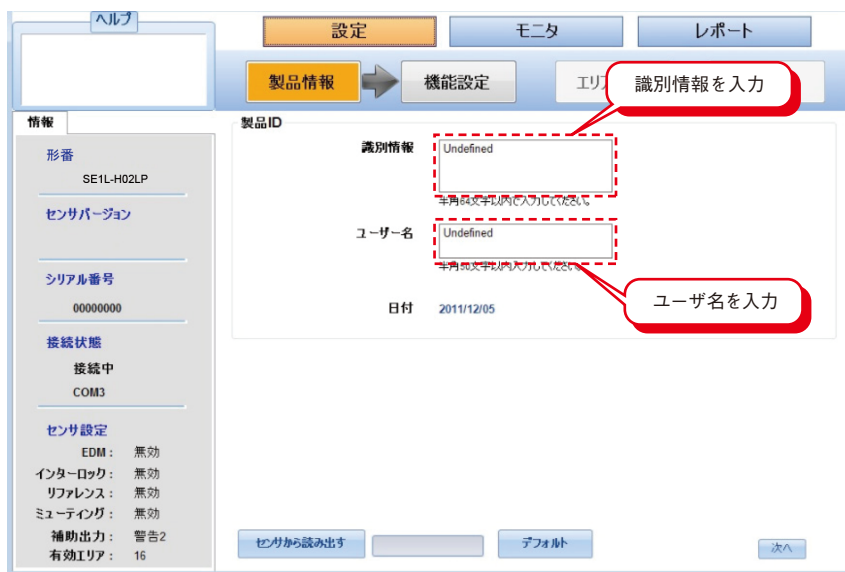 ヘルプ
設定
モニタ
レポート
製品情報
機能設定
エリア
識別情報を入力
情報
形番
SE1L-H02LP
センサバージョン
シリアル番号
00000000
接続状態
接続中
COM3
センサ設定
EDM : 無効
インターロック : 無効
リファレンス : 無効
ミューティング : 無効
補助出力 : 警告2
有効エリア : 16
製品ID
識別情報
Undefined
半角64文字以内で入力してください。
ユーザー名
Undefined
ユーザ名を入力
日付
2011/12/05
センサから読み出す
デフォルト
次へ